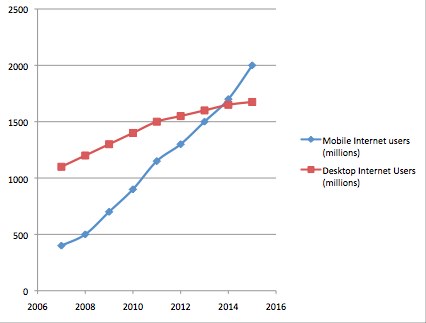 2500
2000
1500
1000
500
0
2006 2008 2010 2012 2014 2016
Mobile Internet users
(millions)
Desktop Internet Users
(millions)